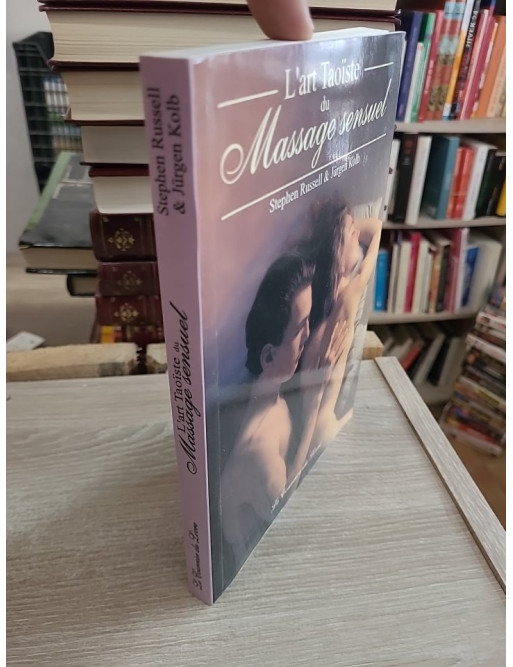 L'art Taoïste
du
Massage sensuel
Stephen Russell & Jürgen Kolb
Stephen Russell
& Jürgen Kolb
L'art Taoïste du
Massage sensuel